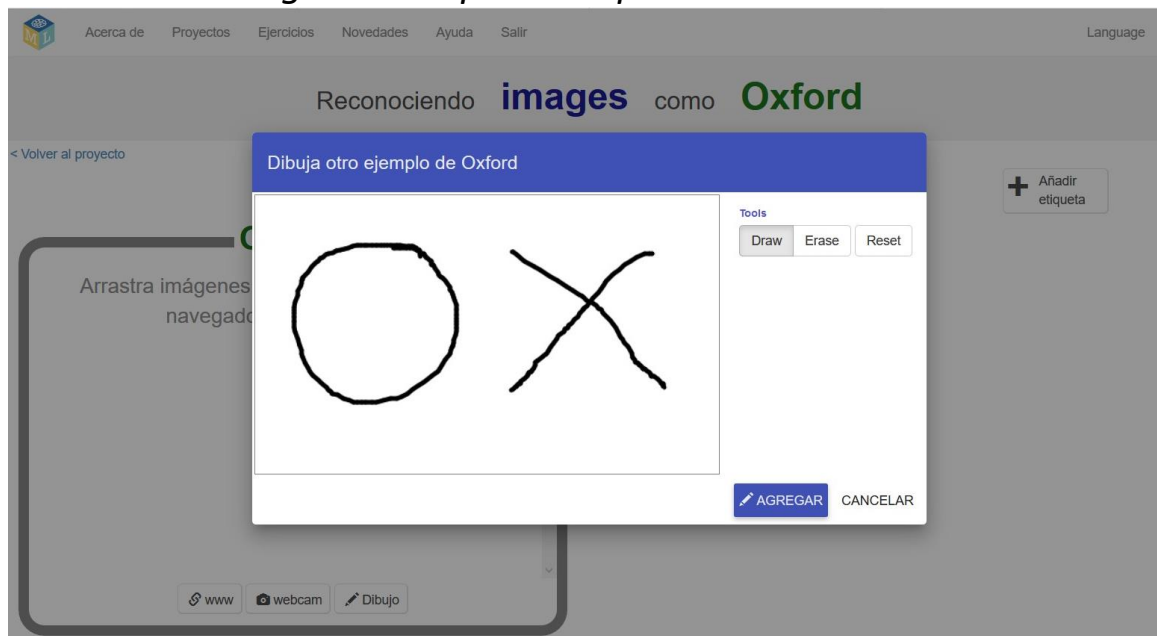 Acerca de Proyectos Ejercicios Novedades Ayuda Salir Language
Reconociendo images como Oxford
< Volver al proyecto
Dibuja otro ejemplo de Oxford
Añadir
etiqueta
Tools
Draw Erase Reset
OX
Arrastra imágenes
AGREGAR CANCELAR
www webcam Dibujo